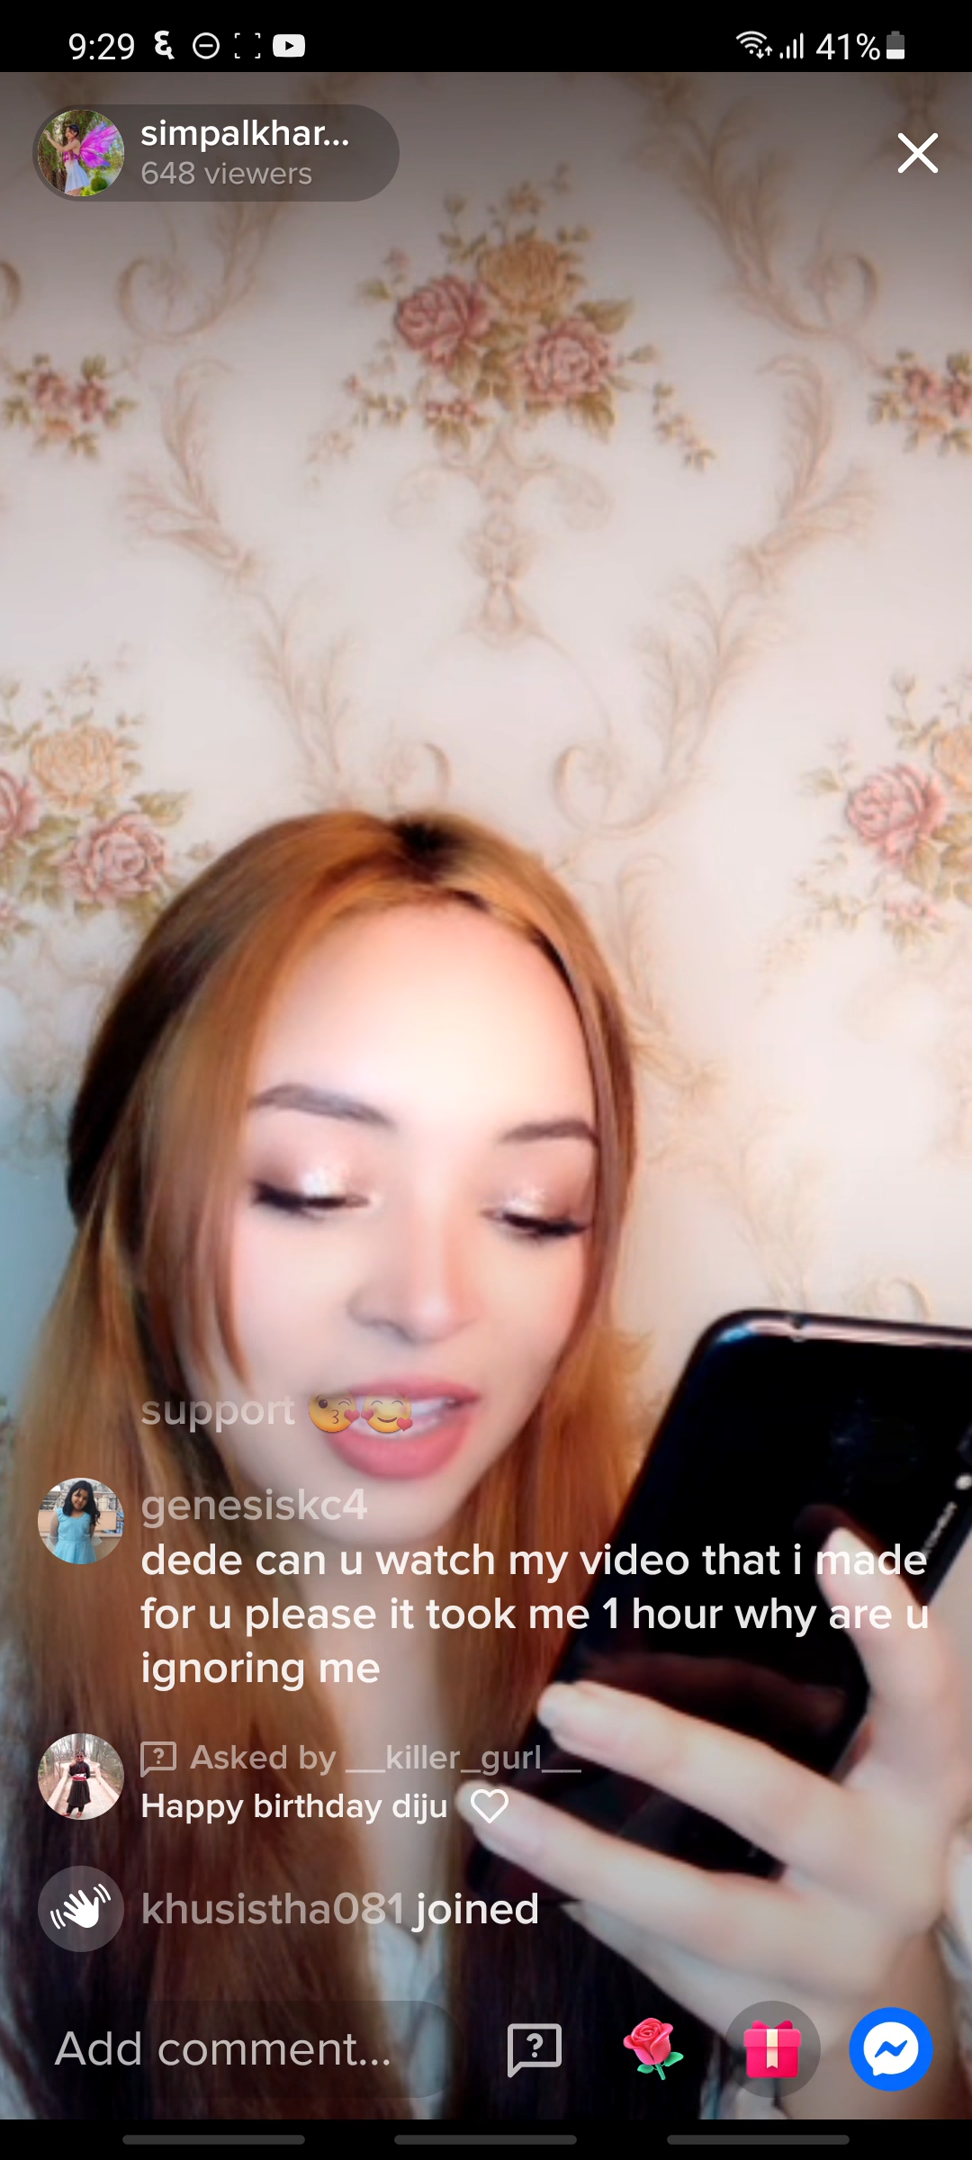 9:29
41%
simpalkhar...
648 viewers
support
genesiskc4
dede can u watch my video that i made
for u please it took me 1 hour why are u
ignoring me
Asked by __killer_gurl__
Happy birthday diju
khusistha081 joined
Add comment...